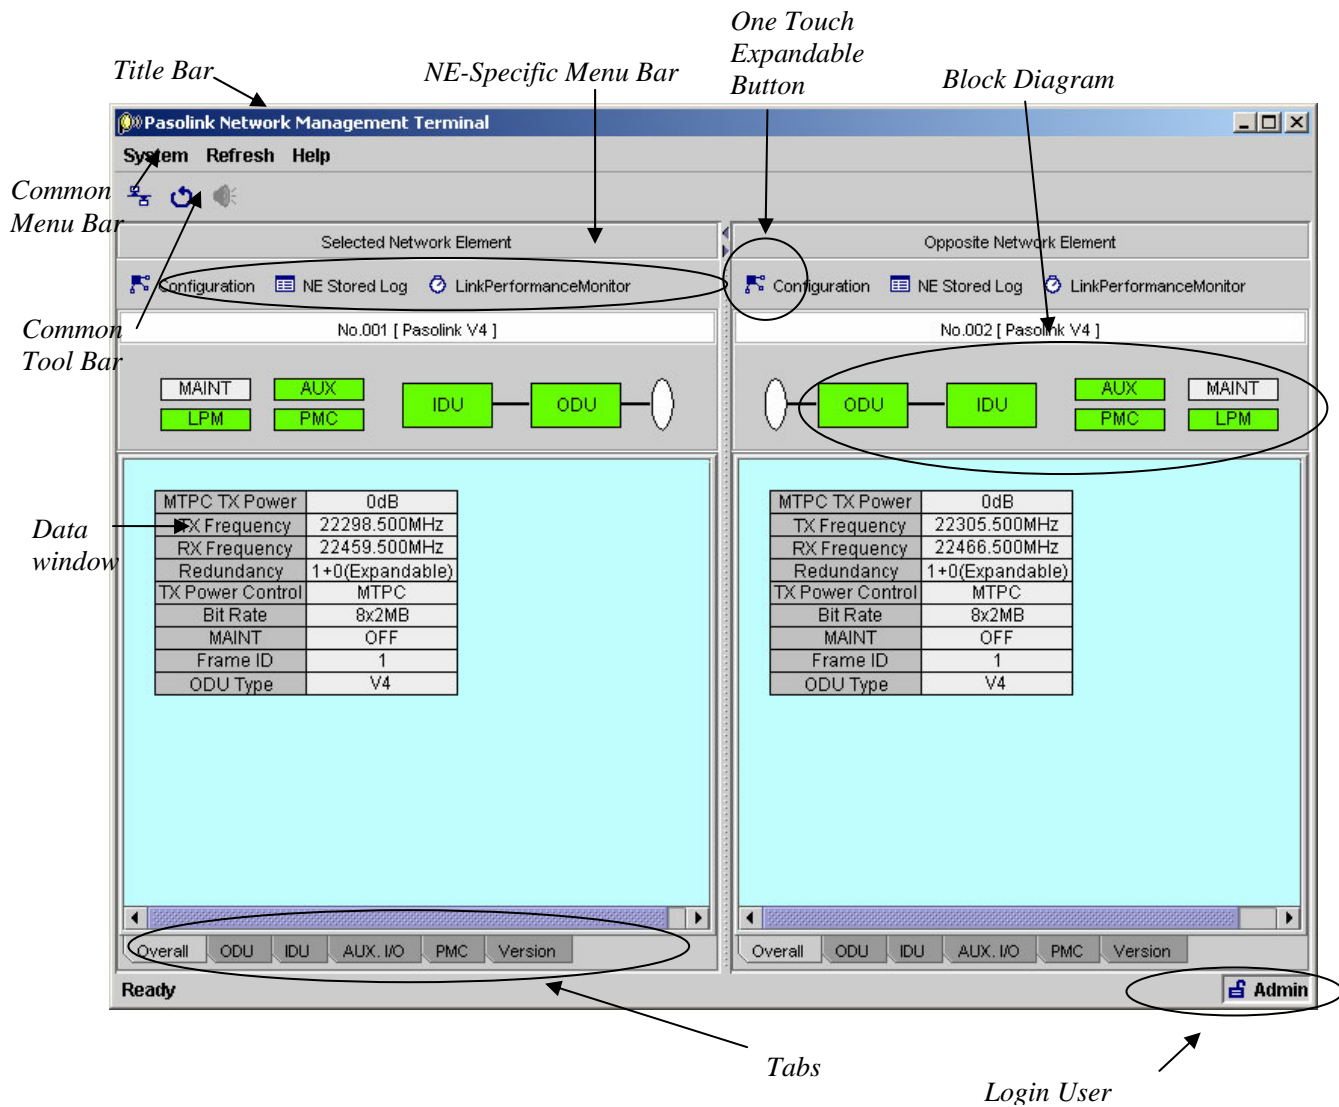 One Touch
Expandable
Button
Title Bar
NE-Specific Menu Bar
Block Diagram
Pasolink Network Management Terminal
System Refresh Help
Common
Menu Bar
Selected Network Element
Opposite Network Element
Configuration NE Stored Log LinkPerformanceMonitor
Configuration NE Stored Log LinkPerformanceMonitor
Common
Tool Bar
No.001 [ Pasolink V4 ]
No.002 [ Pasolink V4 ]
MAINT AUX
LPM PMC
IDU ODU
ODU IDU
AUX MAINT
PMC LPM
Data
window
MTPC TX Power 0dB
TX Frequency 22298.500MHz
RX Frequency 22459.500MHz
Redundancy 1+0(Expandable)
TX Power Control MTPC
Bit Rate 8x2MB
MAINT OFF
Frame ID 1
ODU Type V4
MTPC TX Power 0dB
TX Frequency 22305.500MHz
RX Frequency 22466.500MHz
Redundancy 1+0(Expandable)
TX Power Control MTPC
Bit Rate 8x2MB
MAINT OFF
Frame ID 1
ODU Type V4
Overall ODU IDU AUX. I/O PMC Version
Overall ODU IDU AUX. I/O PMC Version
Ready
Admin
Tabs
Login User